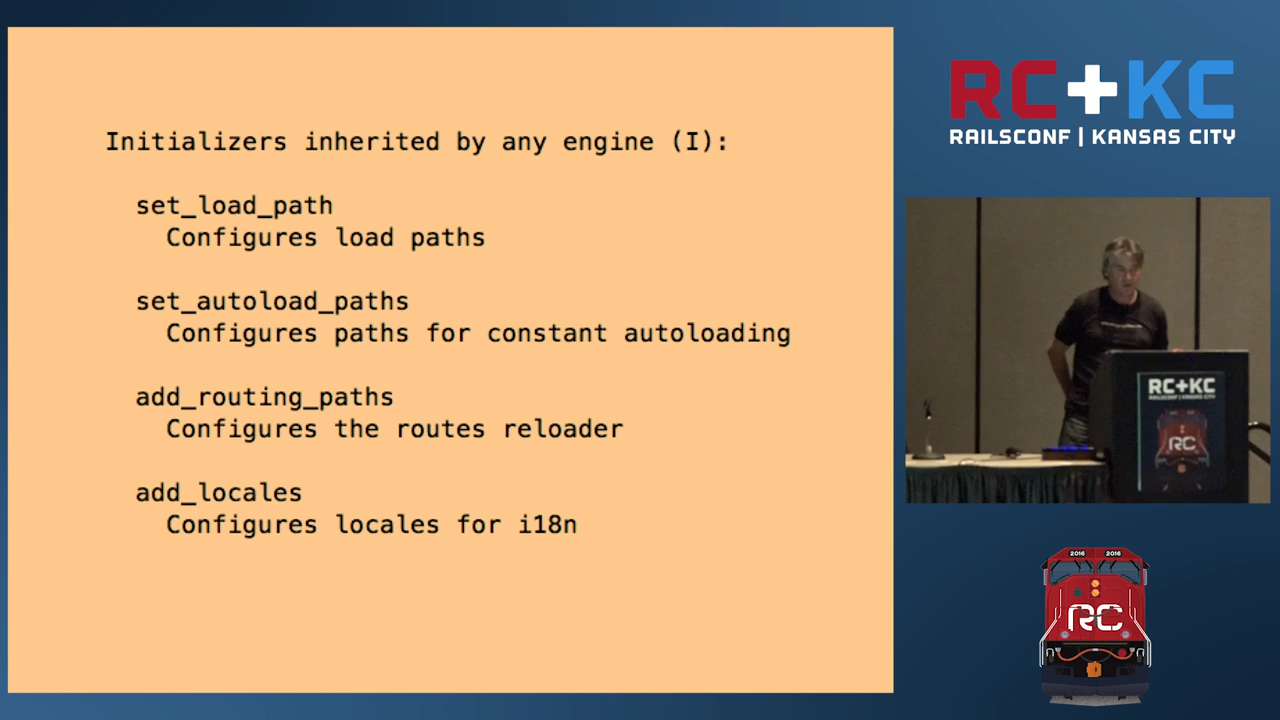 Initializers inherited by any engine (I):
set_load_path
Configures load paths
set_autoload_paths
Configures paths for constant autoloading
add_routing_paths
Configures the routes reloader
add_locales
Configures locales for i18n
RC+KC
RAILSCONF | KANSAS CITY
RC+KC
RAILSCONF | KANSAS CITY
RC
2016 2016
RC